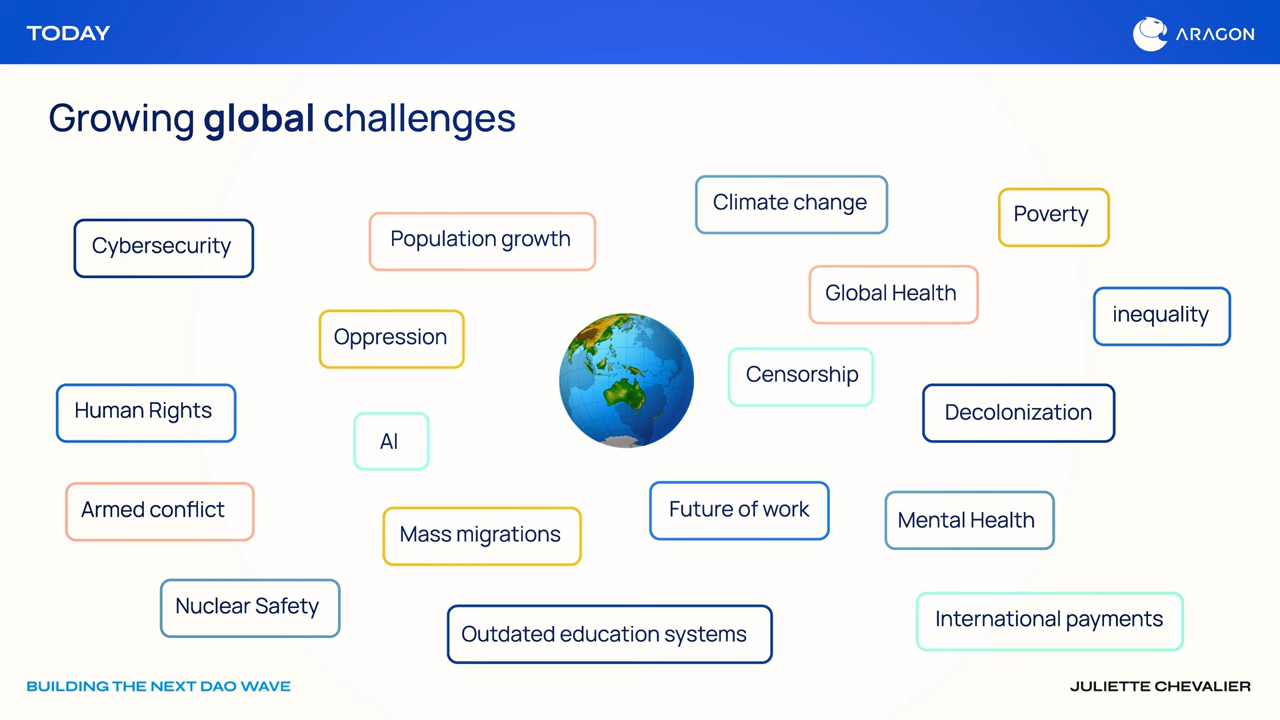 TODAY
ARAGON
Growing global challenges
Climate change
Poverty
Cybersecurity
Population growth
Global Health
inequality
Oppression
Censorship
Human Rights
Decolonization
AI
Armed conflict
Mass migrations
Future of work
Mental Health
Nuclear Safety
Outdated education systems
International payments
BUILDING THE NEXT DAO WAVE
JULIETTE CHEVALIER